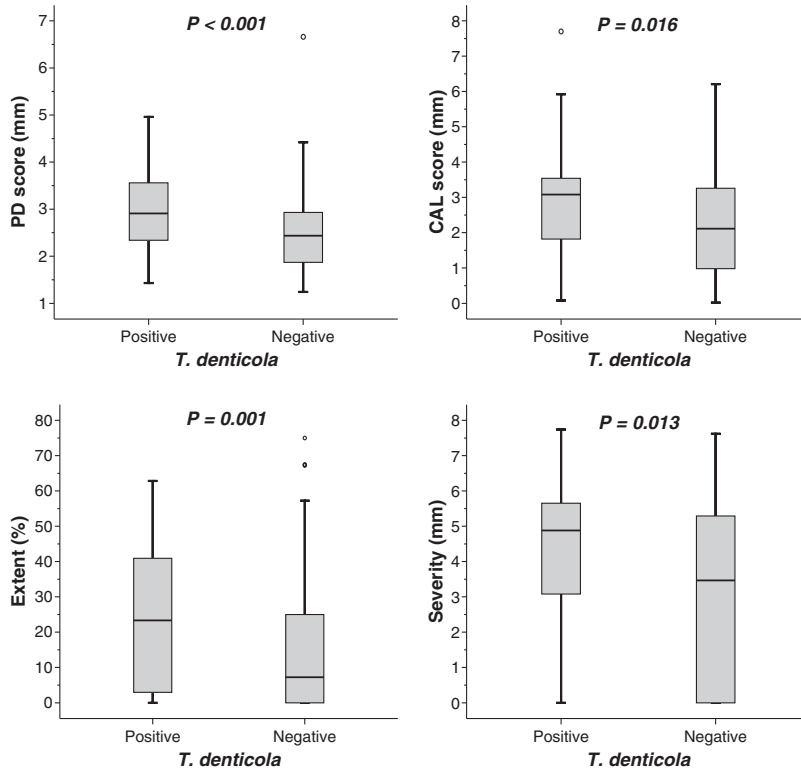 P < 0.001
PD score (mm)
7
6
5
4
3
2
1
Positive
Negative
T. denticola
P = 0.016
CAL score (mm)
8
7
6
5
4
3
2
1
0
Positive
Negative
T. denticola
P = 0.001
Extent (%)
80
70
60
50
40
30
20
10
0
Positive
Negative
T. denticola
P = 0.013
Severity (mm)
8
7
6
5
4
3
2
1
0
Positive
Negative
T. denticola